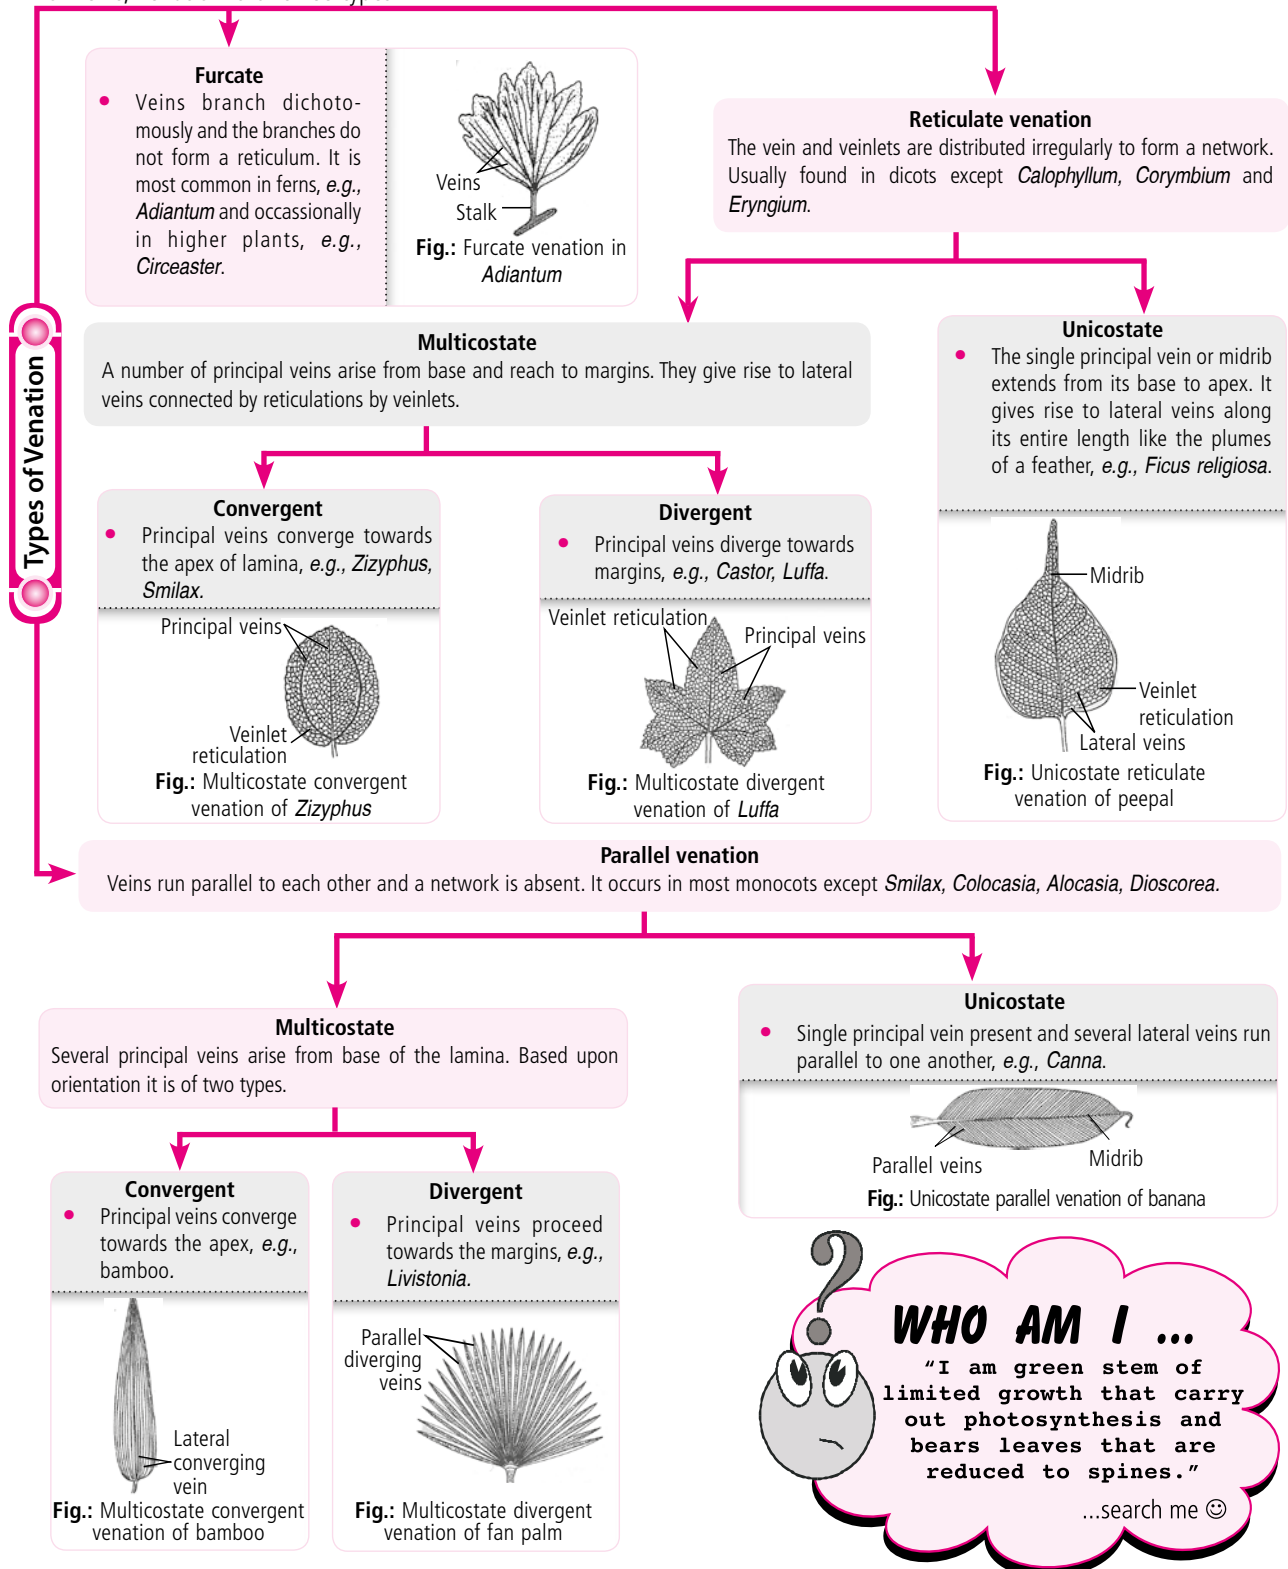 Types of Venation
Furcate
• Veins branch dichoto-
mously and the branches do
not form a reticulum. It is
most common in ferns, e.g.,
Adiantum and occassionally
in higher plants, e.g.,
Circeaster.
Veins
Stalk
Fig.: Furcate venation in
Adiantum
Reticulate venation
The vein and veinlets are distributed irregularly to form a network.
Usually found in dicots except Calophyllum, Corymbium and
Eryngium.
Multicostate
A number of principal veins arise from base and reach to margins. They give rise to lateral
veins connected by reticulations by veinlets.
Unicostate
• The single principal vein or midrib
extends from its base to apex. It
gives rise to lateral veins along
its entire length like the plumes
of a feather, e.g., Ficus religiosa.
Midrib
Veinlet
reticulation
Lateral veins
Fig.: Unicostate reticulate
venation of peepal
Convergent
• Principal veins converge towards
the apex of lamina, e.g., Zizyphus,
Smilax.
Principal veins
Veinlet
reticulation
Fig.: Multicostate convergent
venation of Zizyphus
Divergent
• Principal veins diverge towards
margins, e.g., Castor, Luffa.
Veinlet reticulation
Principal veins
Fig.: Multicostate divergent
venation of Luffa
Parallel venation
Veins run parallel to each other and a network is absent. It occurs in most monocots except Smilax, Colocasia, Alocasia, Dioscorea.
Multicostate
Several principal veins arise from base of the lamina. Based upon
orientation it is of two types.
Unicostate
• Single principal vein present and several lateral veins run
parallel to one another, e.g., Canna.
Parallel veins
Midrib
Fig.: Unicostate parallel venation of banana
Convergent
• Principal veins converge
towards the apex, e.g.,
bamboo.
Lateral
converging
vein
Fig.: Multicostate convergent
venation of bamboo
Divergent
• Principal veins proceed
towards the margins, e.g.,
Livistonia.
Parallel
diverging
veins
Fig.: Multicostate divergent
venation of fan palm
?
WHO AM I ...
"I am green stem of
limited growth that carry
out photosynthesis and
bears leaves that are
reduced to spines."
...search me ☺